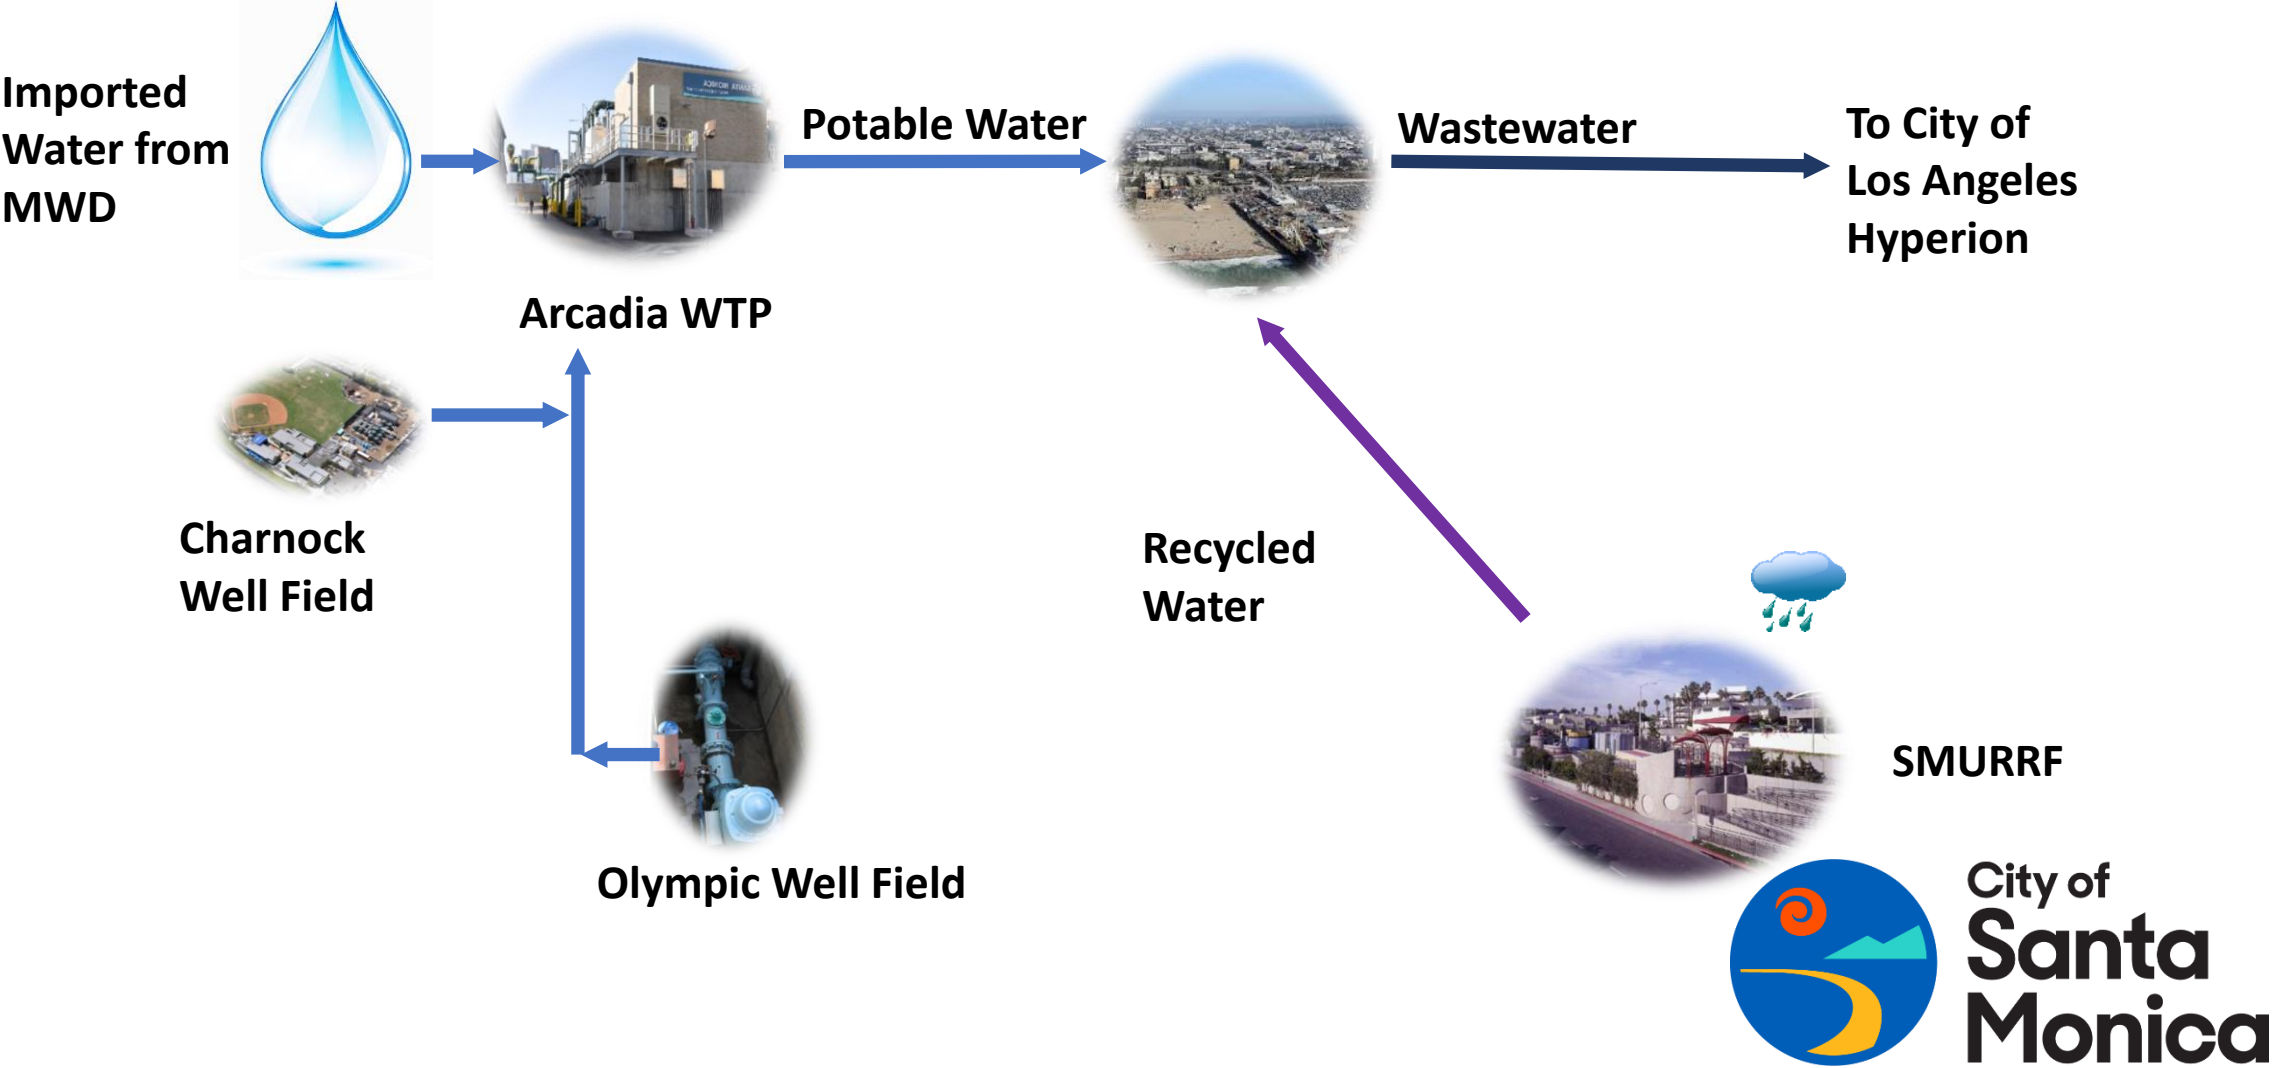 Imported
Water from
MWD
Potable Water
Wastewater
To City of
Los Angeles
Hyperion
Arcadia WTP
Charnock
Well Field
Recycled
Water
SMURRF
Olympic Well Field
City of
Santa
Monica